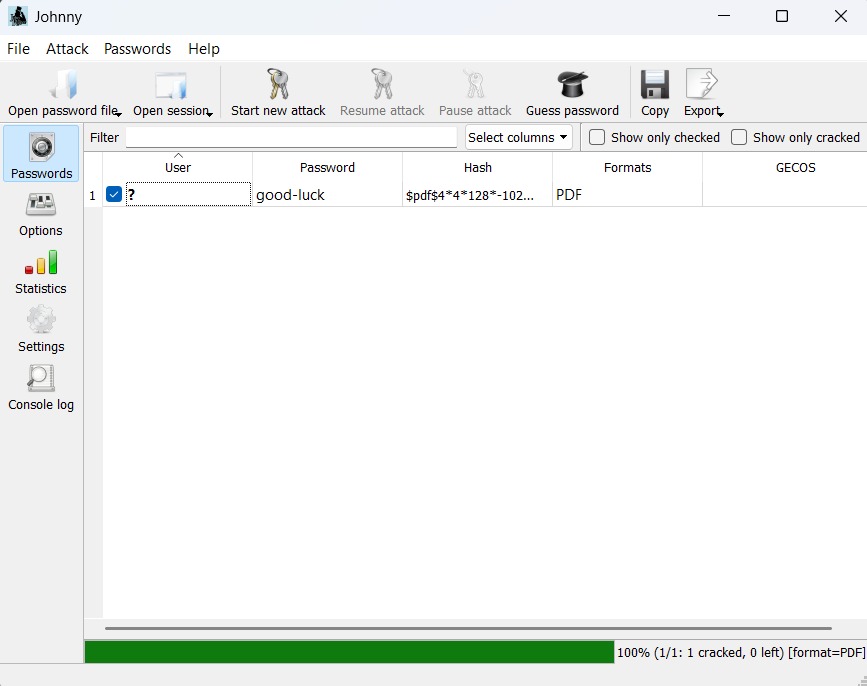 Johnny
File Attack Passwords Help
Open password file Open session Start new attack Resume attack Pause attack Guess password Copy Export
Filter Select columns Show only checked Show only cracked
Passwords
Options
Statistics
Settings
Console log
User Password Hash Formats GECOS
1 ? good-luck $pdf$4*4*128*-102... PDF
100% (1/1: 1 cracked, 0 left) [format=PDF]